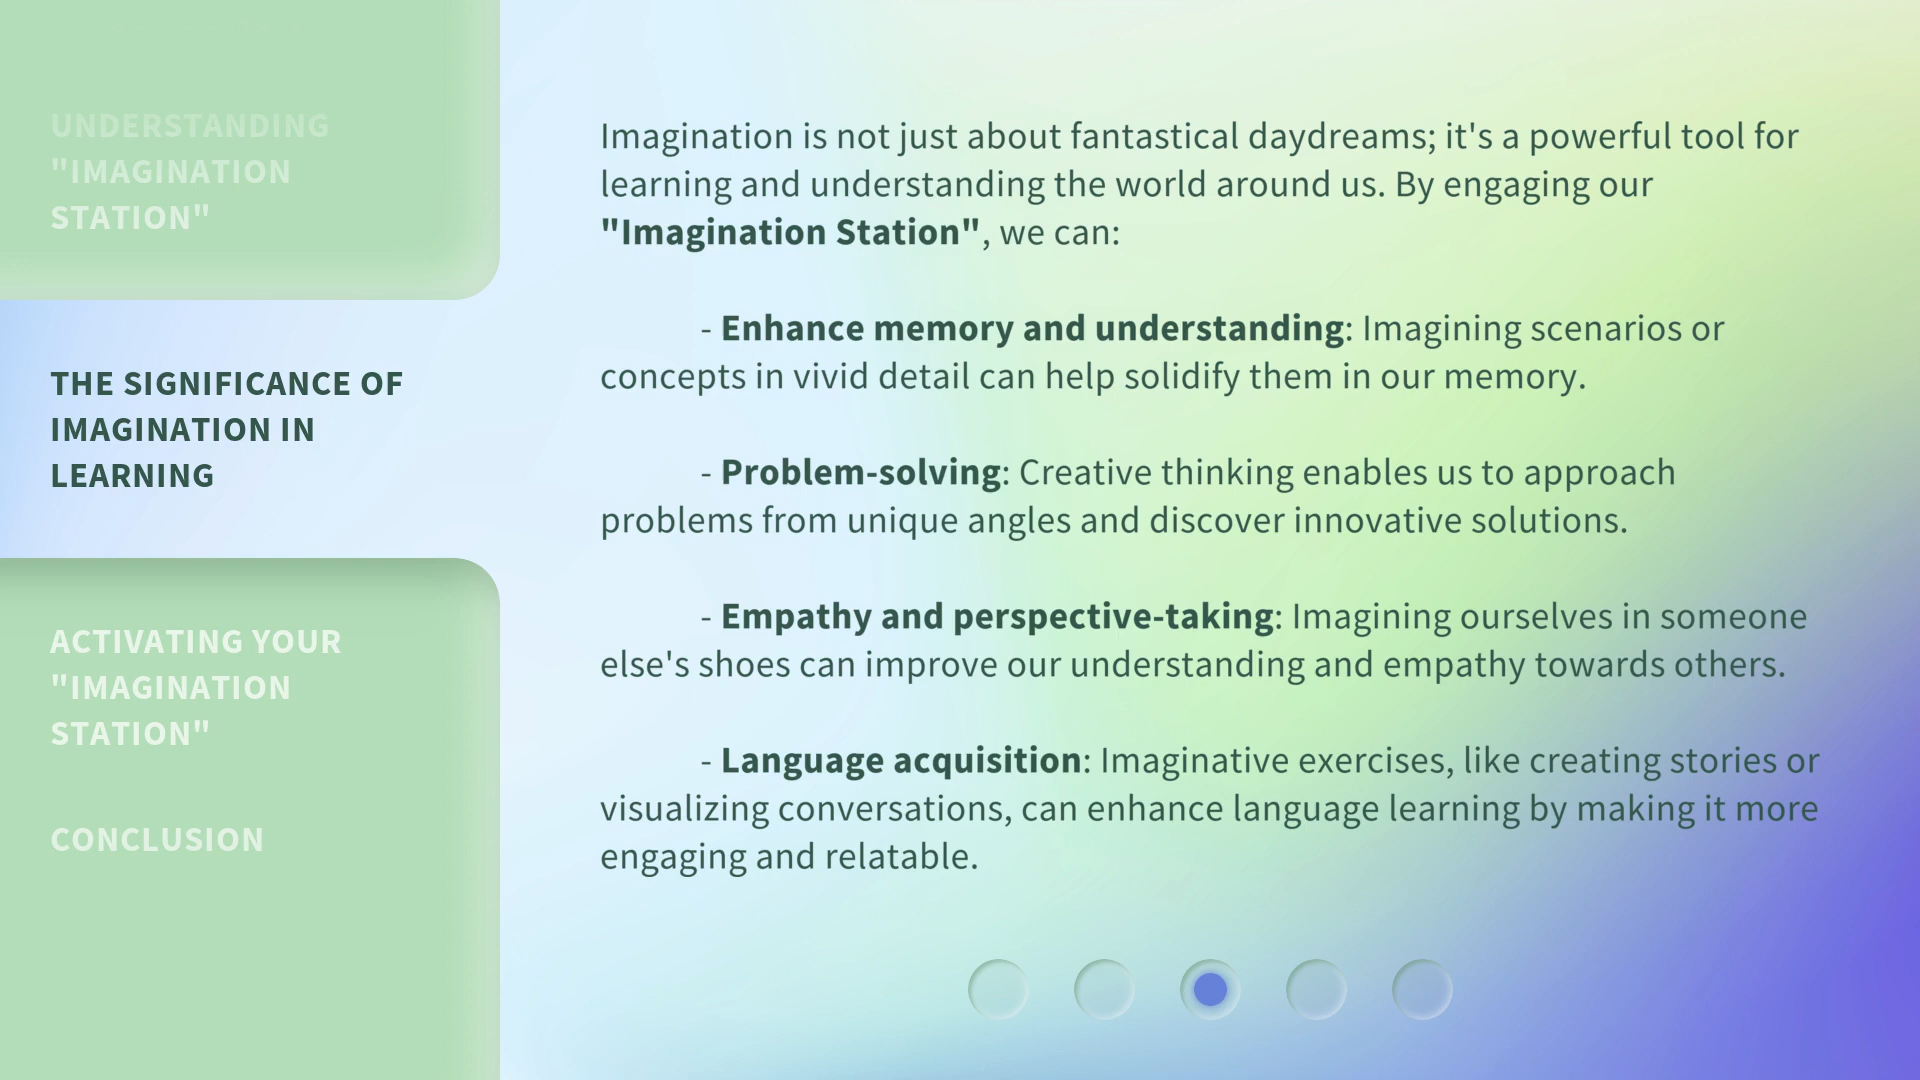 UNDERSTANDING
"IMAGINATION
STATION"
THE SIGNIFICANCE OF
IMAGINATION IN
LEARNING
ACTIVATING YOUR
"IMAGINATION
STATION"
CONCLUSION
Imagination is not just about fantastical daydreams; it's a powerful tool for
learning and understanding the world around us. By engaging our
"Imagination Station", we can:
- Enhance memory and understanding: Imagining scenarios or
concepts in vivid detail can help solidify them in our memory.
- Problem-solving: Creative thinking enables us to approach
problems from unique angles and discover innovative solutions.
- Empathy and perspective-taking: Imagining ourselves in someone
else's shoes can improve our understanding and empathy towards others.
- Language acquisition: Imaginative exercises, like creating stories or
visualizing conversations, can enhance language learning by making it more
engaging and relatable.